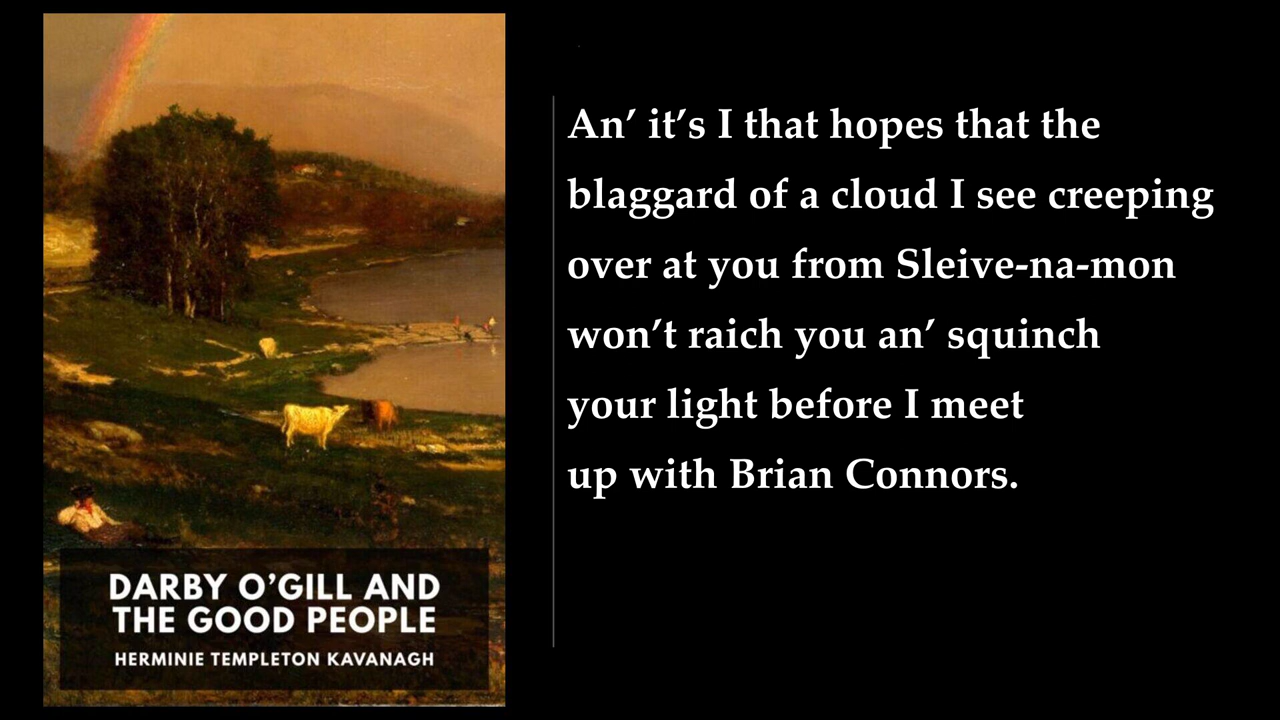 An’ it’s I that hopes that the
blaggard of a cloud I see creeping
over at you from Sleive-na-mon
won’t raich you an’ squinch
your light before I meet
up with Brian Connors.
DARBY O’GILL AND
THE GOOD PEOPLE
HERMINIE TEMPLETON KAVANAGH